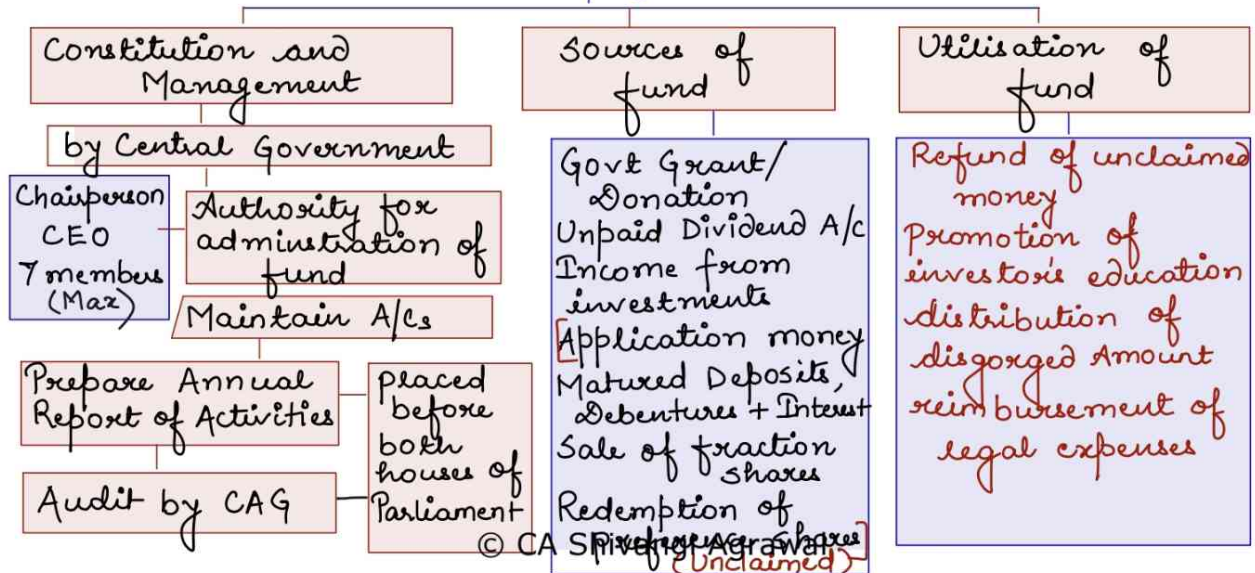 Constitution and
Management
by Central Government
Chairperson
CEO
7 members
(Max)
Authority for
adminstration of
fund
Maintain A/Cs
Prepare Annual
Report of Activities
Audit by CAG
placed
before
both
houses of
Parliament
Sources of
fund
Govt Grant/
Donation
Unpaid Dividend A/c
Income from
investments
[Application money
Matured Deposits,
Debentures + Interest
Sale of fraction
shares
Redemption of
preference shares]
(Unclaimed)
© CA Shivangi Agrawal
Utilisation of
fund
Refund of unclaimed
money
Promotion of
investor's education
distribution of
disgorged Amount
reimbursement of
legal expenses